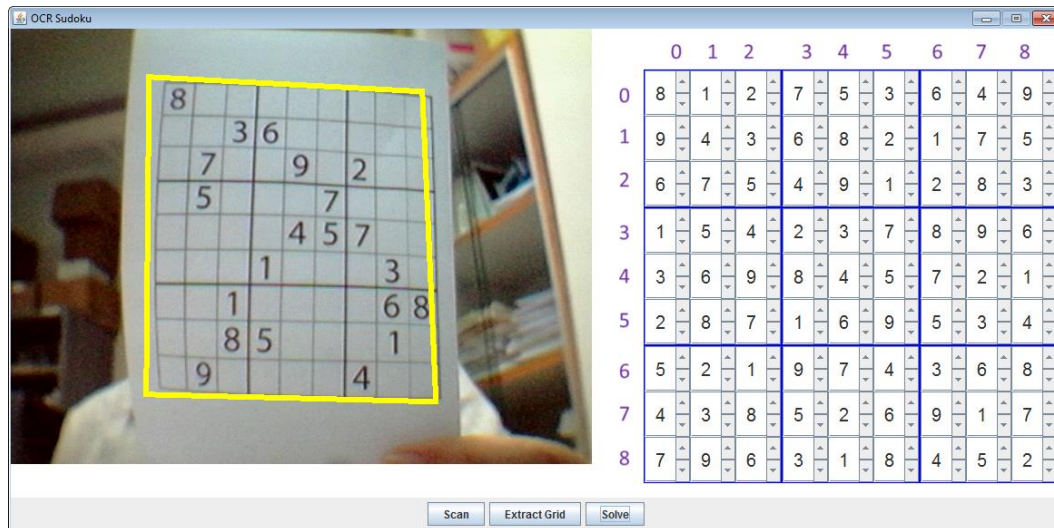 OCR Sudoku
8
3 6
7 9 2
5 7
4 5 7
1 3
1 6 8
8 5 1
9 4
0 1 2 3 4 5 6 7 8
0 8 1 2 7 5 3 6 4 9
1 9 4 3 6 8 2 1 7 5
2 6 7 5 4 9 1 2 8 3
3 1 5 4 2 3 7 8 9 6
4 3 6 9 8 4 5 7 2 1
5 2 8 7 1 6 9 5 3 4
6 5 2 1 9 7 4 3 6 8
7 4 3 8 5 2 6 9 1 7
8 7 9 6 3 1 8 4 5 2
Scan Extract Grid Solve